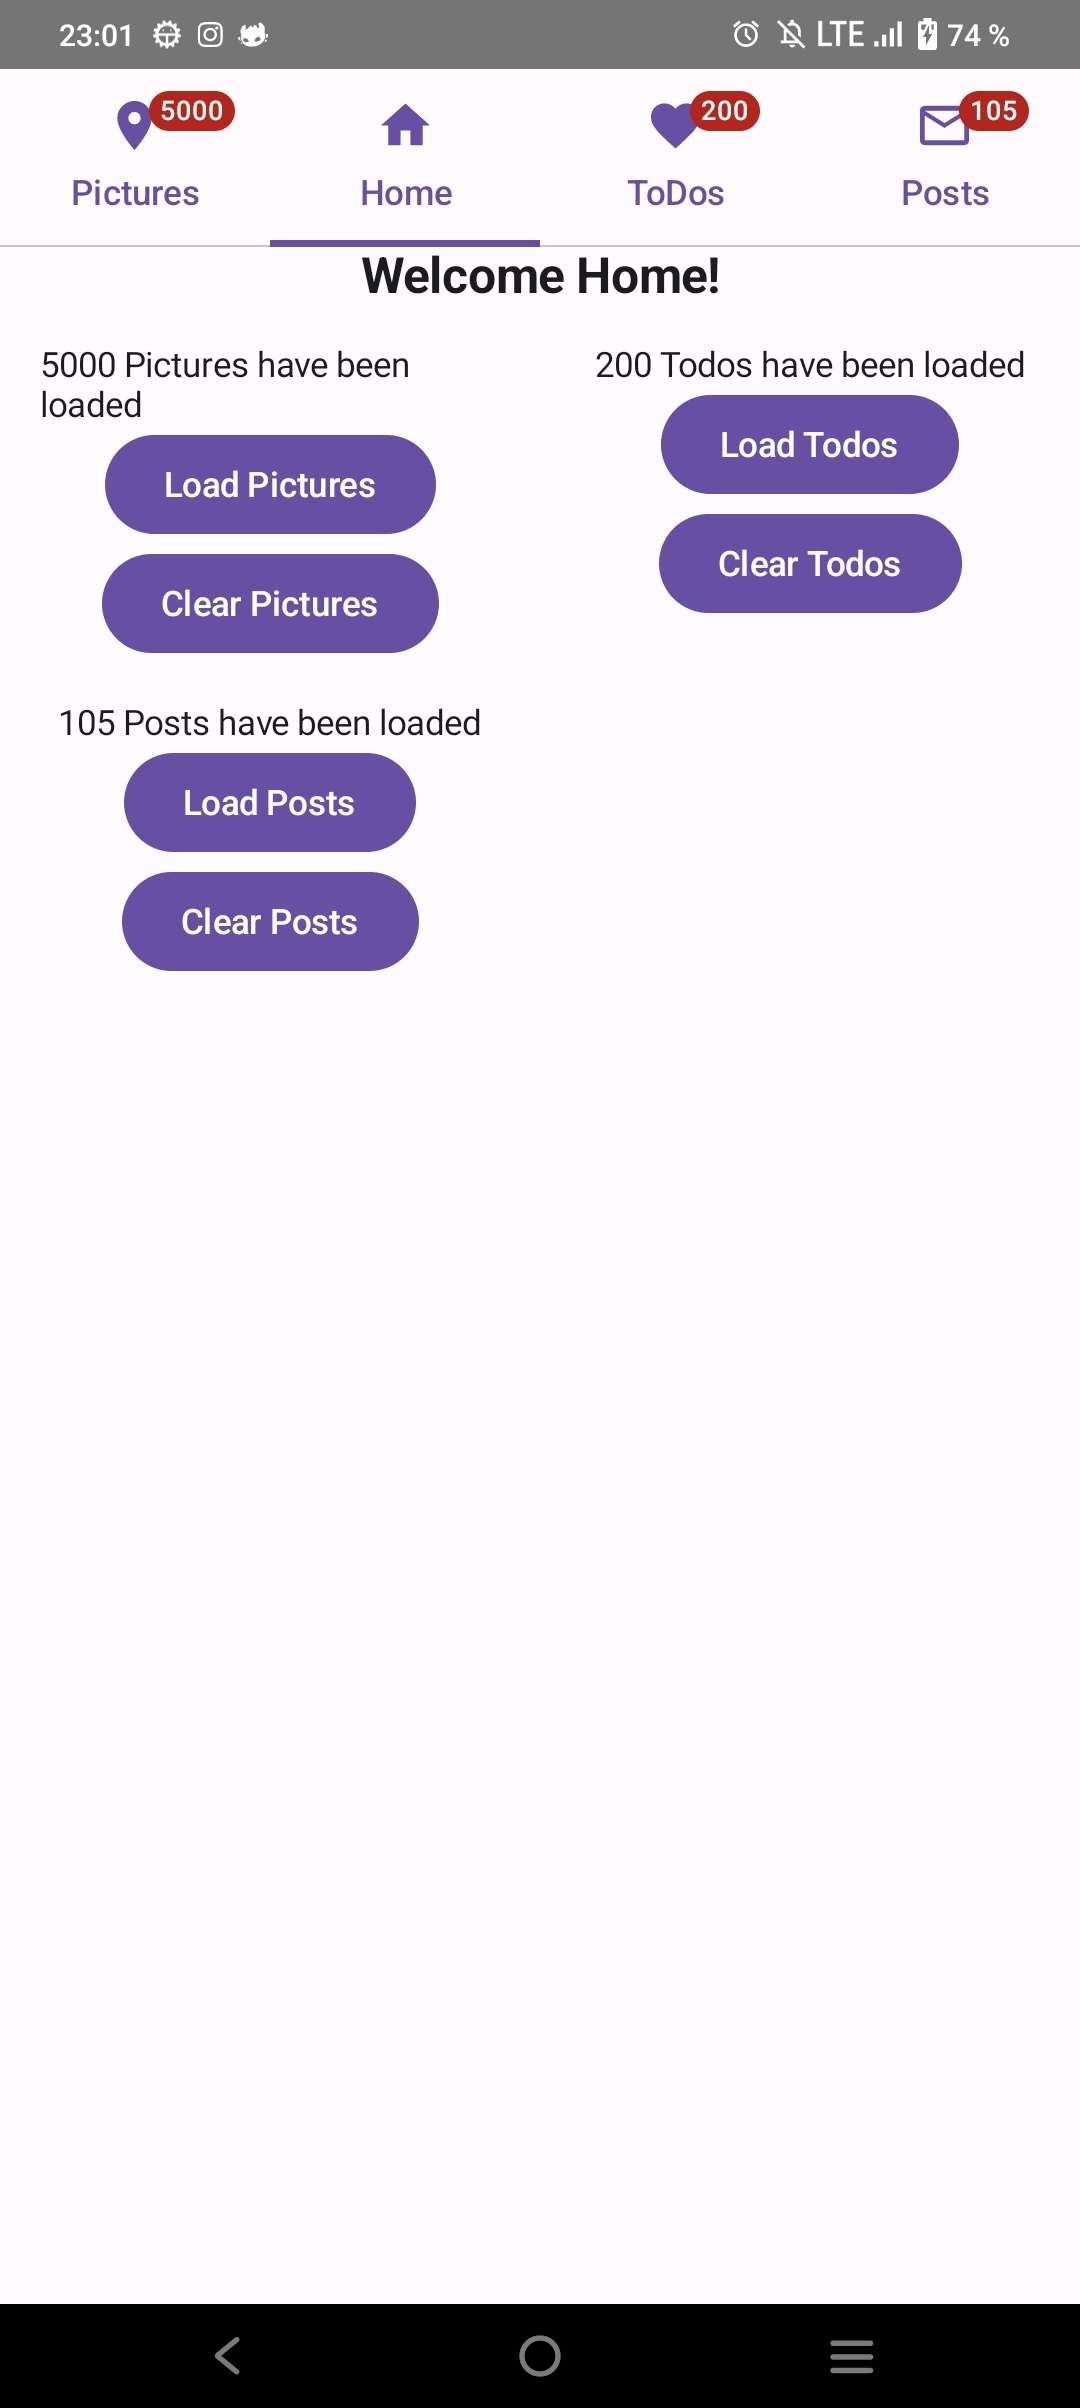 23:01 LTE 74 %
5000 200 105
Pictures Home ToDos Posts
Welcome Home!
5000 Pictures have been
loaded
Load Pictures
Clear Pictures
200 Todos have been loaded
Load Todos
Clear Todos
105 Posts have been loaded
Load Posts
Clear Posts